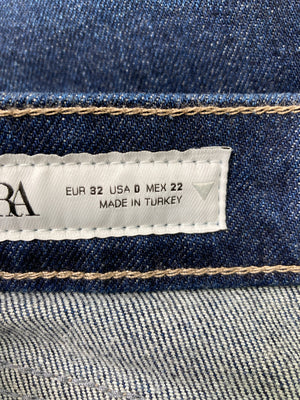 RA
EUR 32 USA 0 MEX 22
MADE IN TURKEY